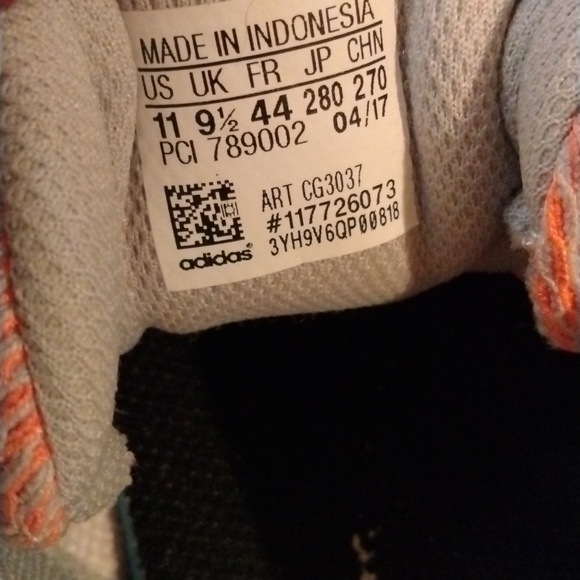 MADE IN INDONESIA
US UK FR JP CHN
11 9½ 44 280 270
PCI 789002 04/17
ART CG3037
#117726073
3YH9V6QP00818
adidas